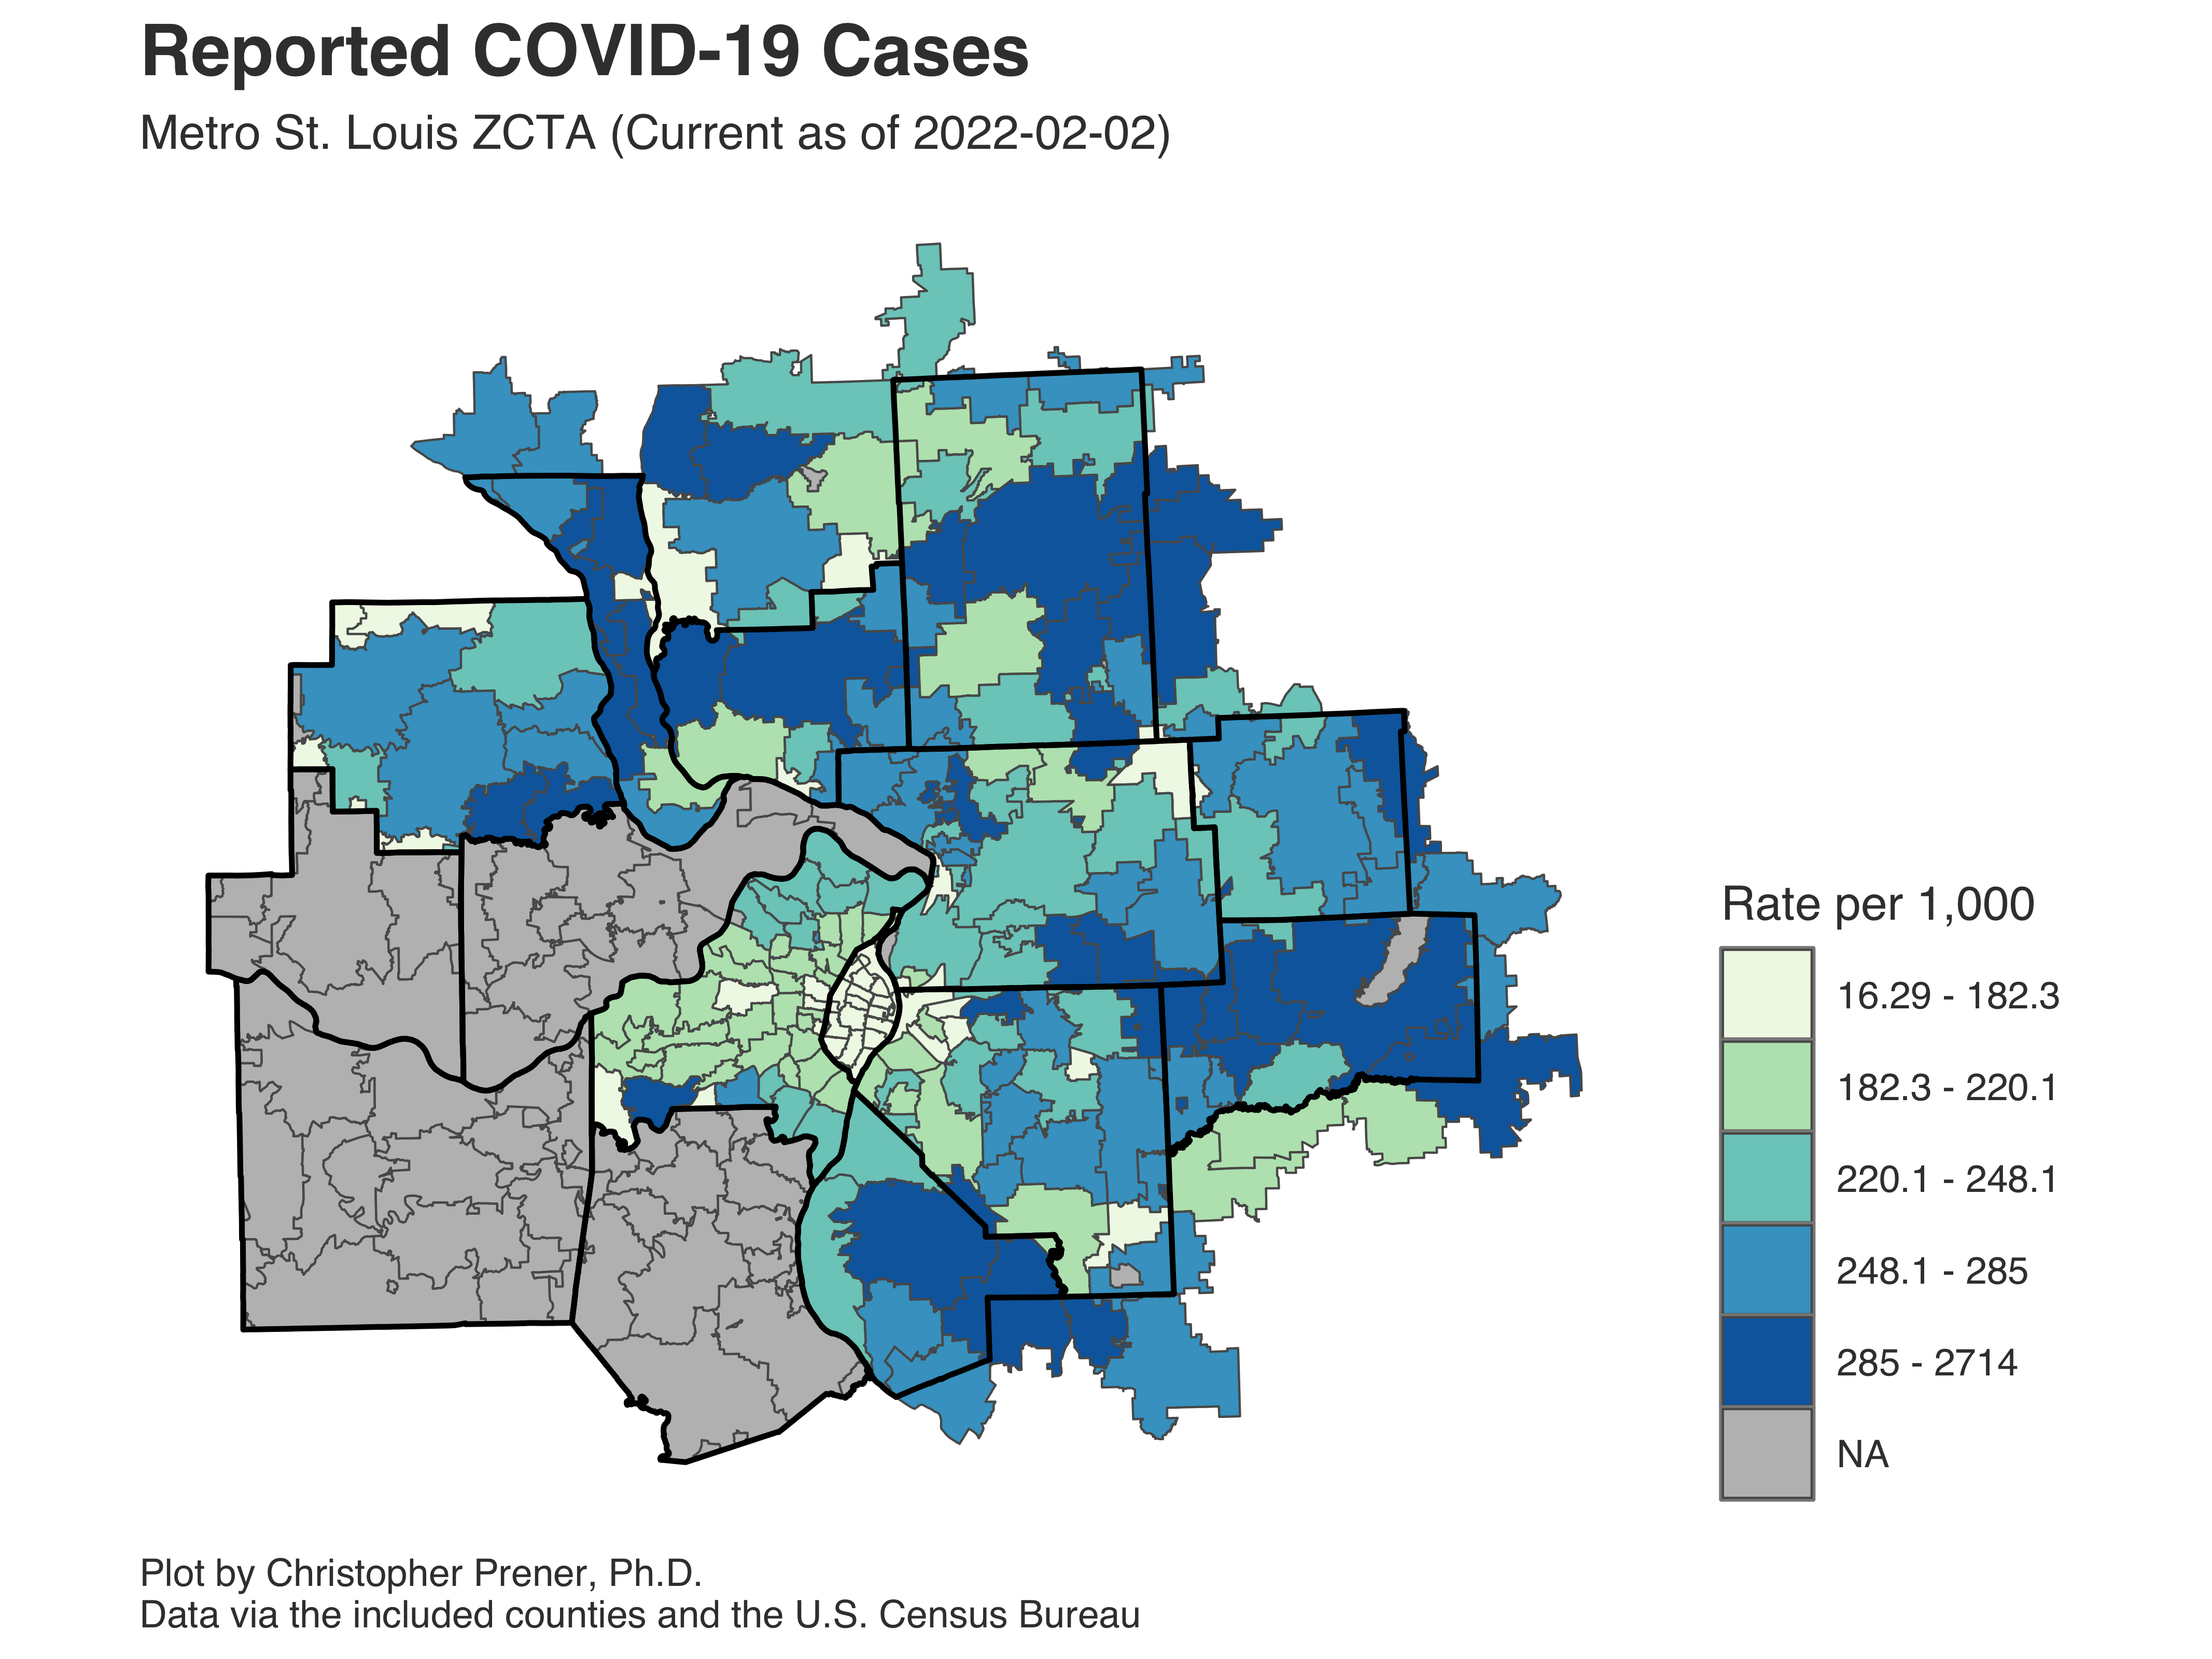 Reported COVID-19 Cases
Metro St. Louis ZCTA (Current as of 2022-02-02)
Rate per 1,000
16.29 - 182.3
182.3 - 220.1
220.1 - 248.1
248.1 - 285
285 - 2714
NA
Plot by Christopher Prener, Ph.D.
Data via the included counties and the U.S. Census Bureau